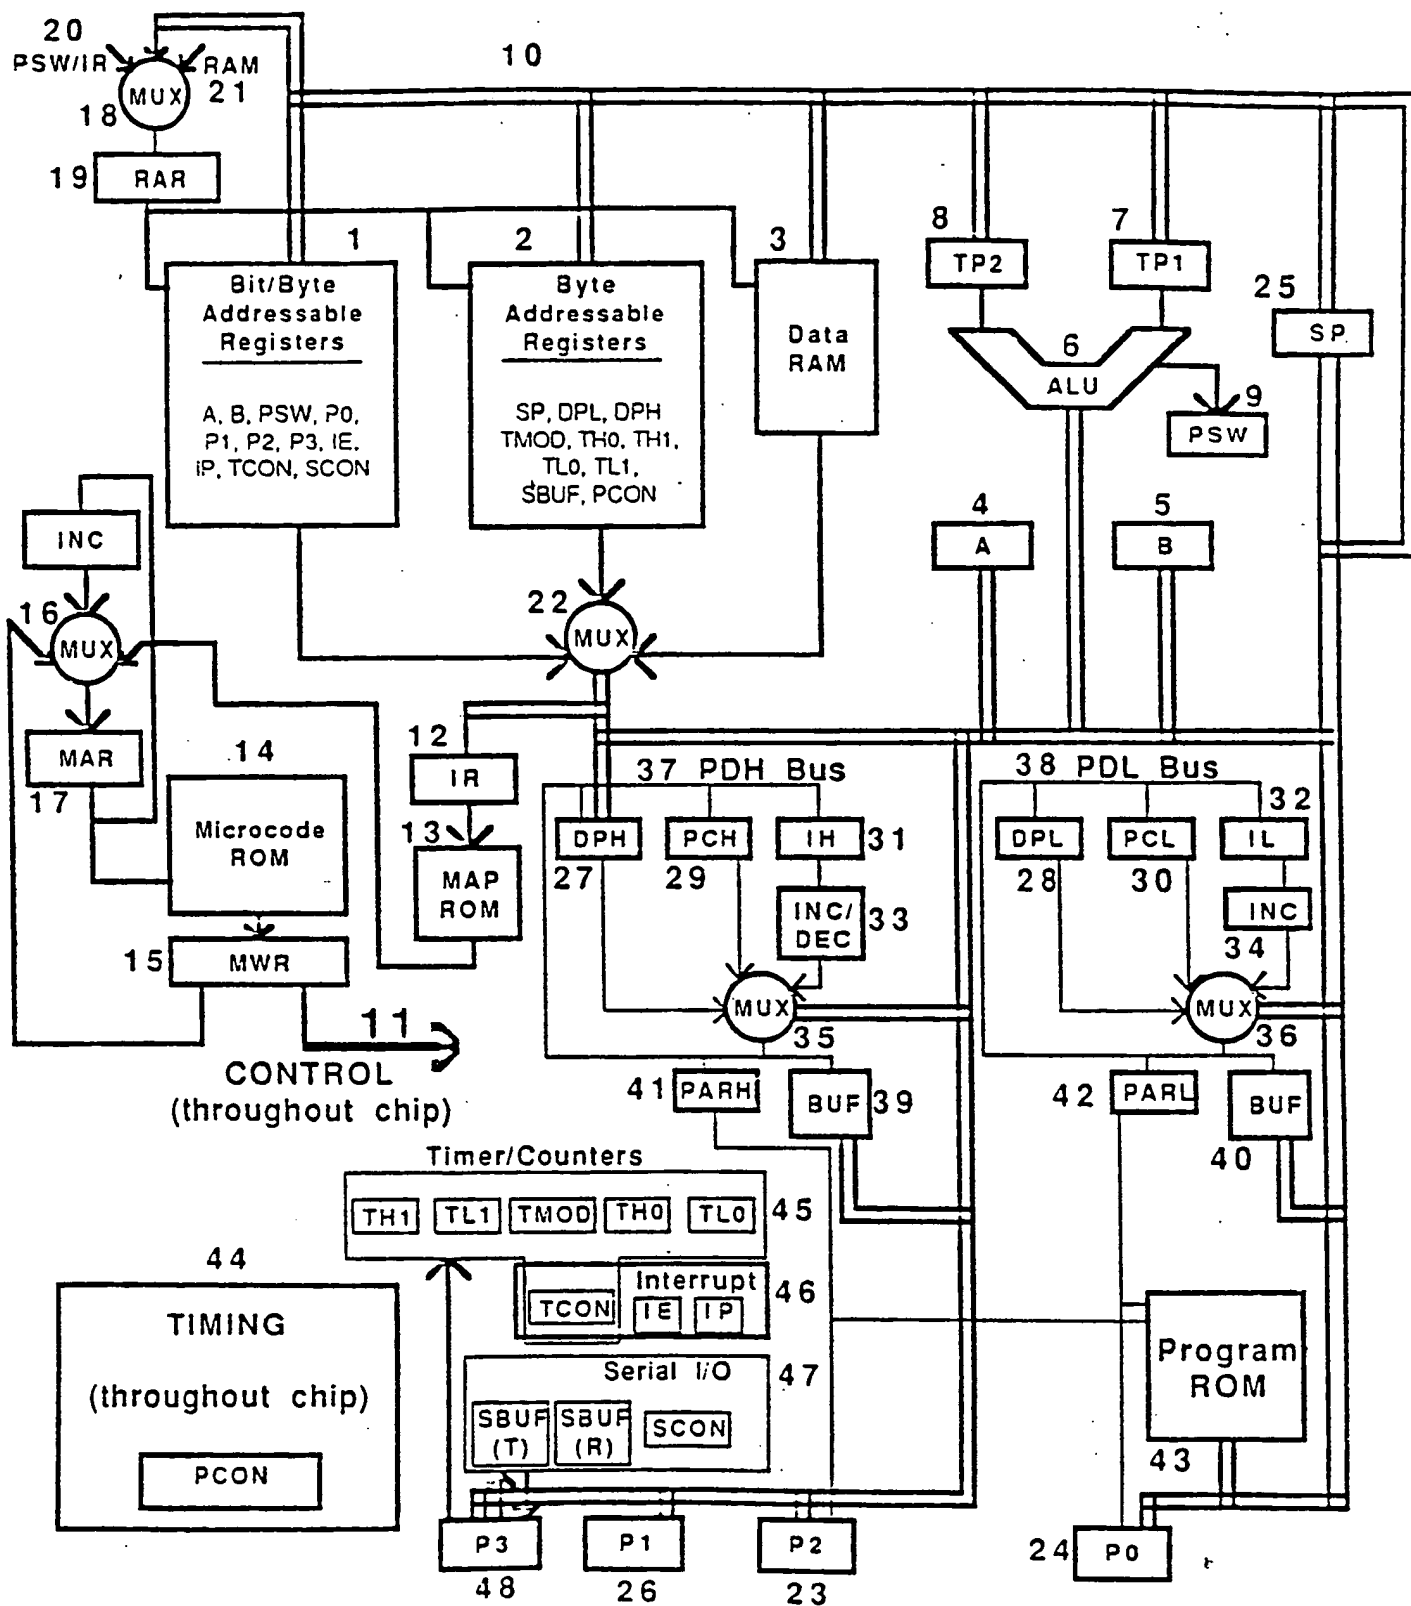 20
PSW/IR
RAM
21
MUX
18
10
19
RAR
1
2
3
8
7
TP2
TP1
25
SP
Bit/Byte
Addressable
Registers
A, B, PSW, P0,
P1, P2, P3, IE,
IP, TCON, SCON
Byte
Addressable
Registers
SP, DPL, DPH
TMOD, TH0, TH1,
TL0, TL1,
SBUF, PCON
Data
RAM
6
ALU
9
PSW
INC
4
A
5
B
16
MUX
22
MUX
MAR
17
14
Microcode
ROM
12
IR
13
MAP
ROM
15
MWR
11
CONTROL
(throughout chip)
37 PDH Bus
38 PDL Bus
DPH
27
PCH
29
IH
31
INC/
DEC
33
MUX
35
DPL
28
PCL
30
32
IL
INC
34
MUX
36
41
PARH
BUF
39
42
PARL
BUF
40
Timer/Counters
TH1
TL1
TMOD
TH0
TL0
45
Interrupt
46
TCON
IE
IP
44
TIMING
(throughout chip)
PCON
Serial I/O
47
SBUF
(T)
SBUF
(R)
SCON
Program
ROM
43
P3
48
P1
26
P2
23
24
P0